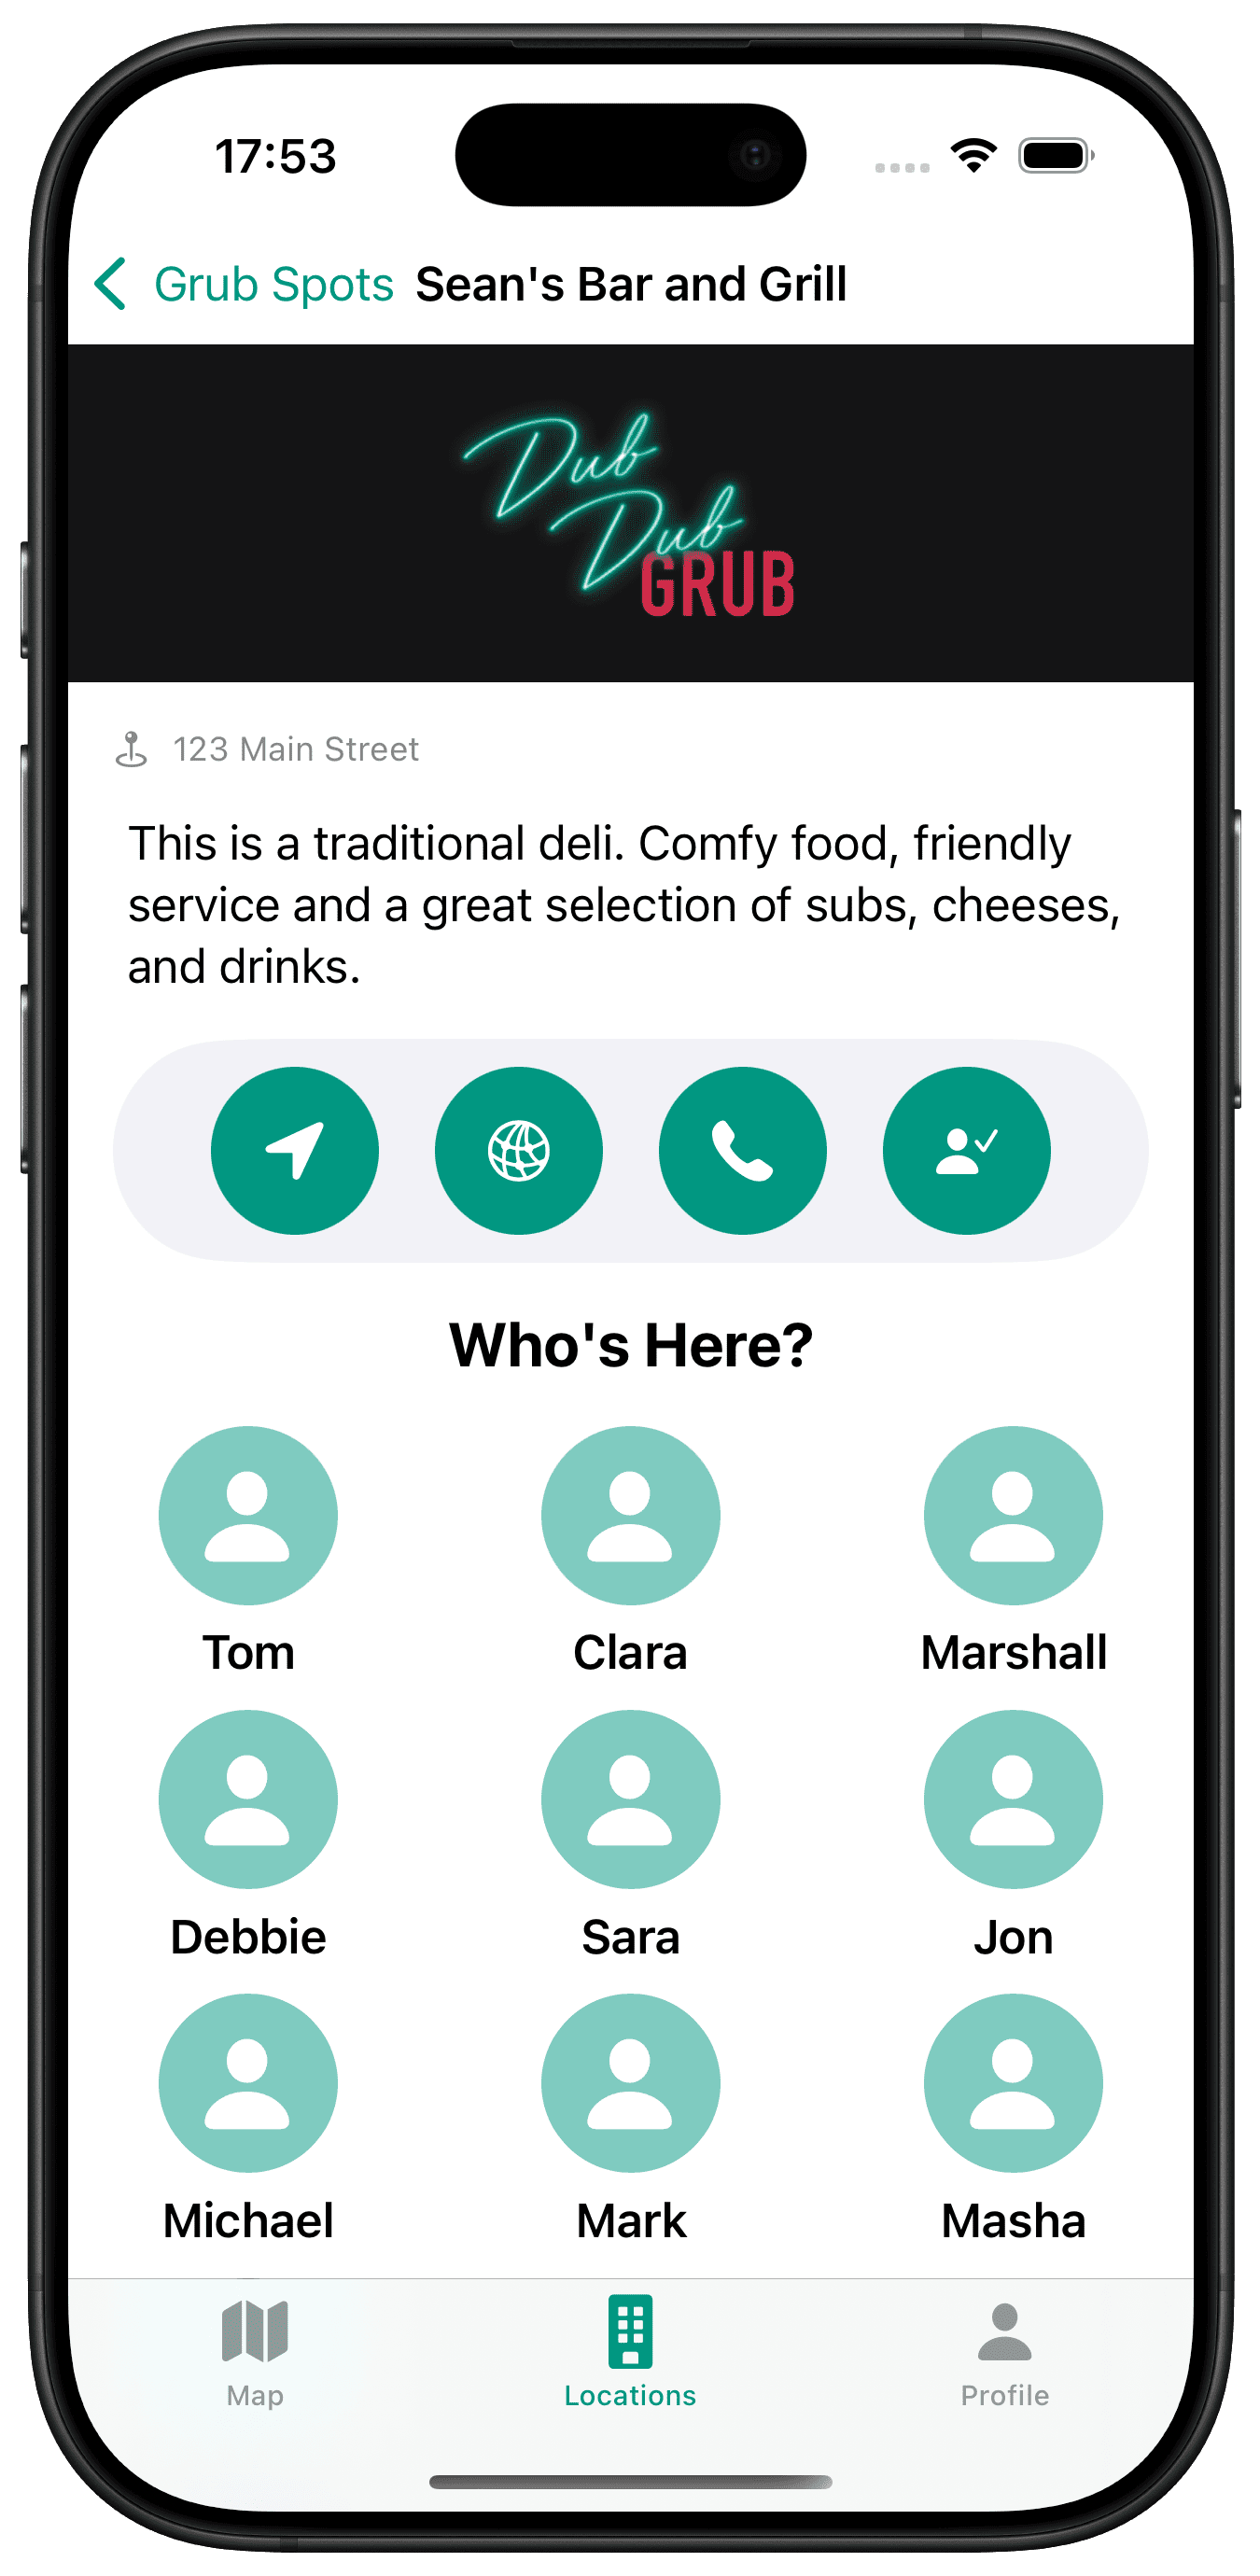 17:53
Grub Spots Sean's Bar and Grill
Dub
Dub
GRUB
123 Main Street
This is a traditional deli. Comfy food, friendly
service and a great selection of subs, cheeses,
and drinks.
Who's Here?
Tom Clara Marshall
Debbie Sara Jon
Michael Mark Masha
Map Locations Profile